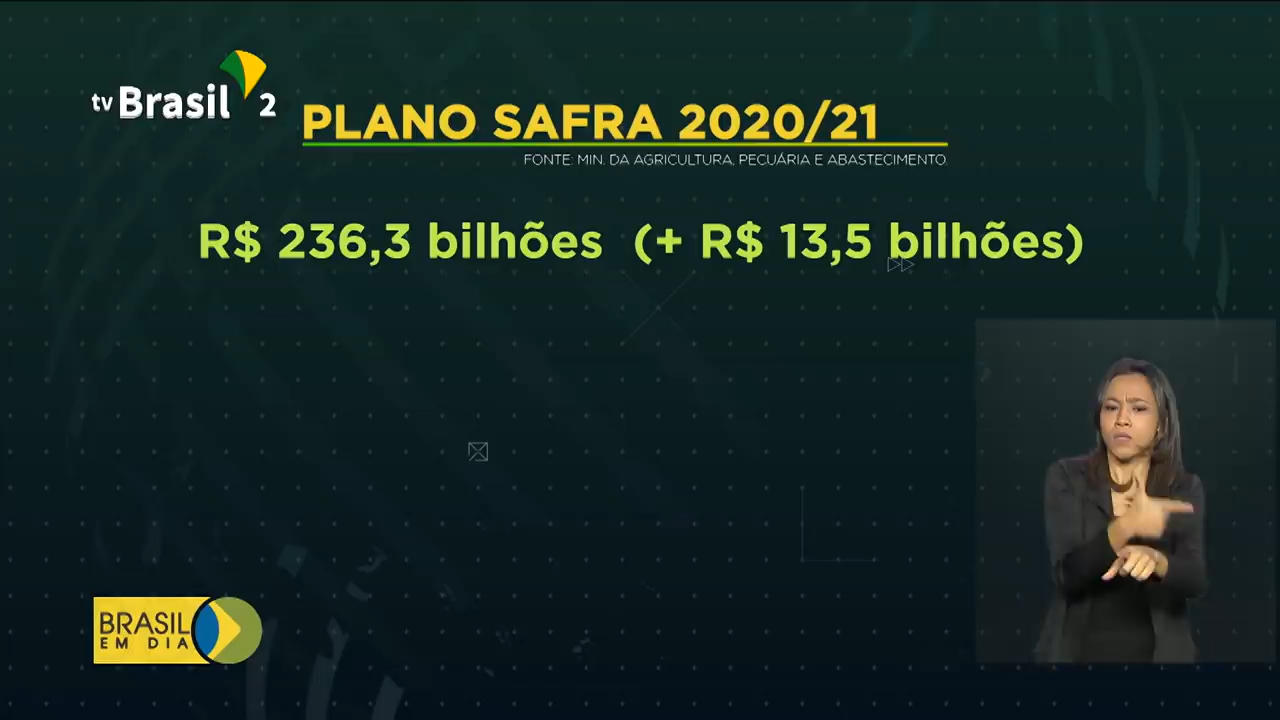 tv Brasil 2
PLANO SAFRA 2020/21
FONTE: MIN. DA AGRICULTURA, PECUÁRIA E ABASTECIMENTO.
R$ 236,3 bilhões (+ R$ 13,5 bilhões)
BRASIL
EM DIA